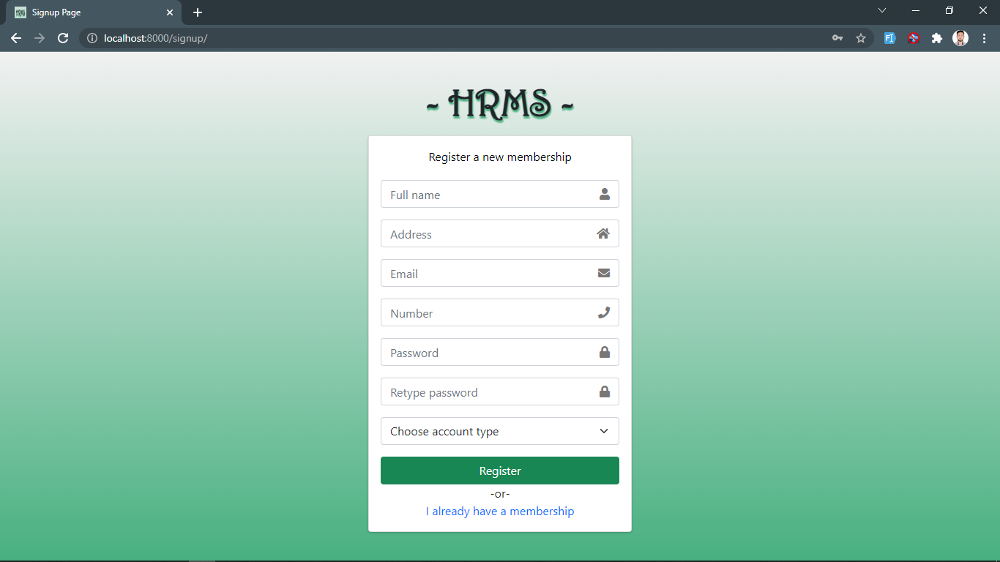 Signup Page
localhost:8000/signup/
- HRMS -
Register a new membership
Full name
Address
Email
Number
Password
Retype password
Choose account type
Register
-or-
I already have a membership